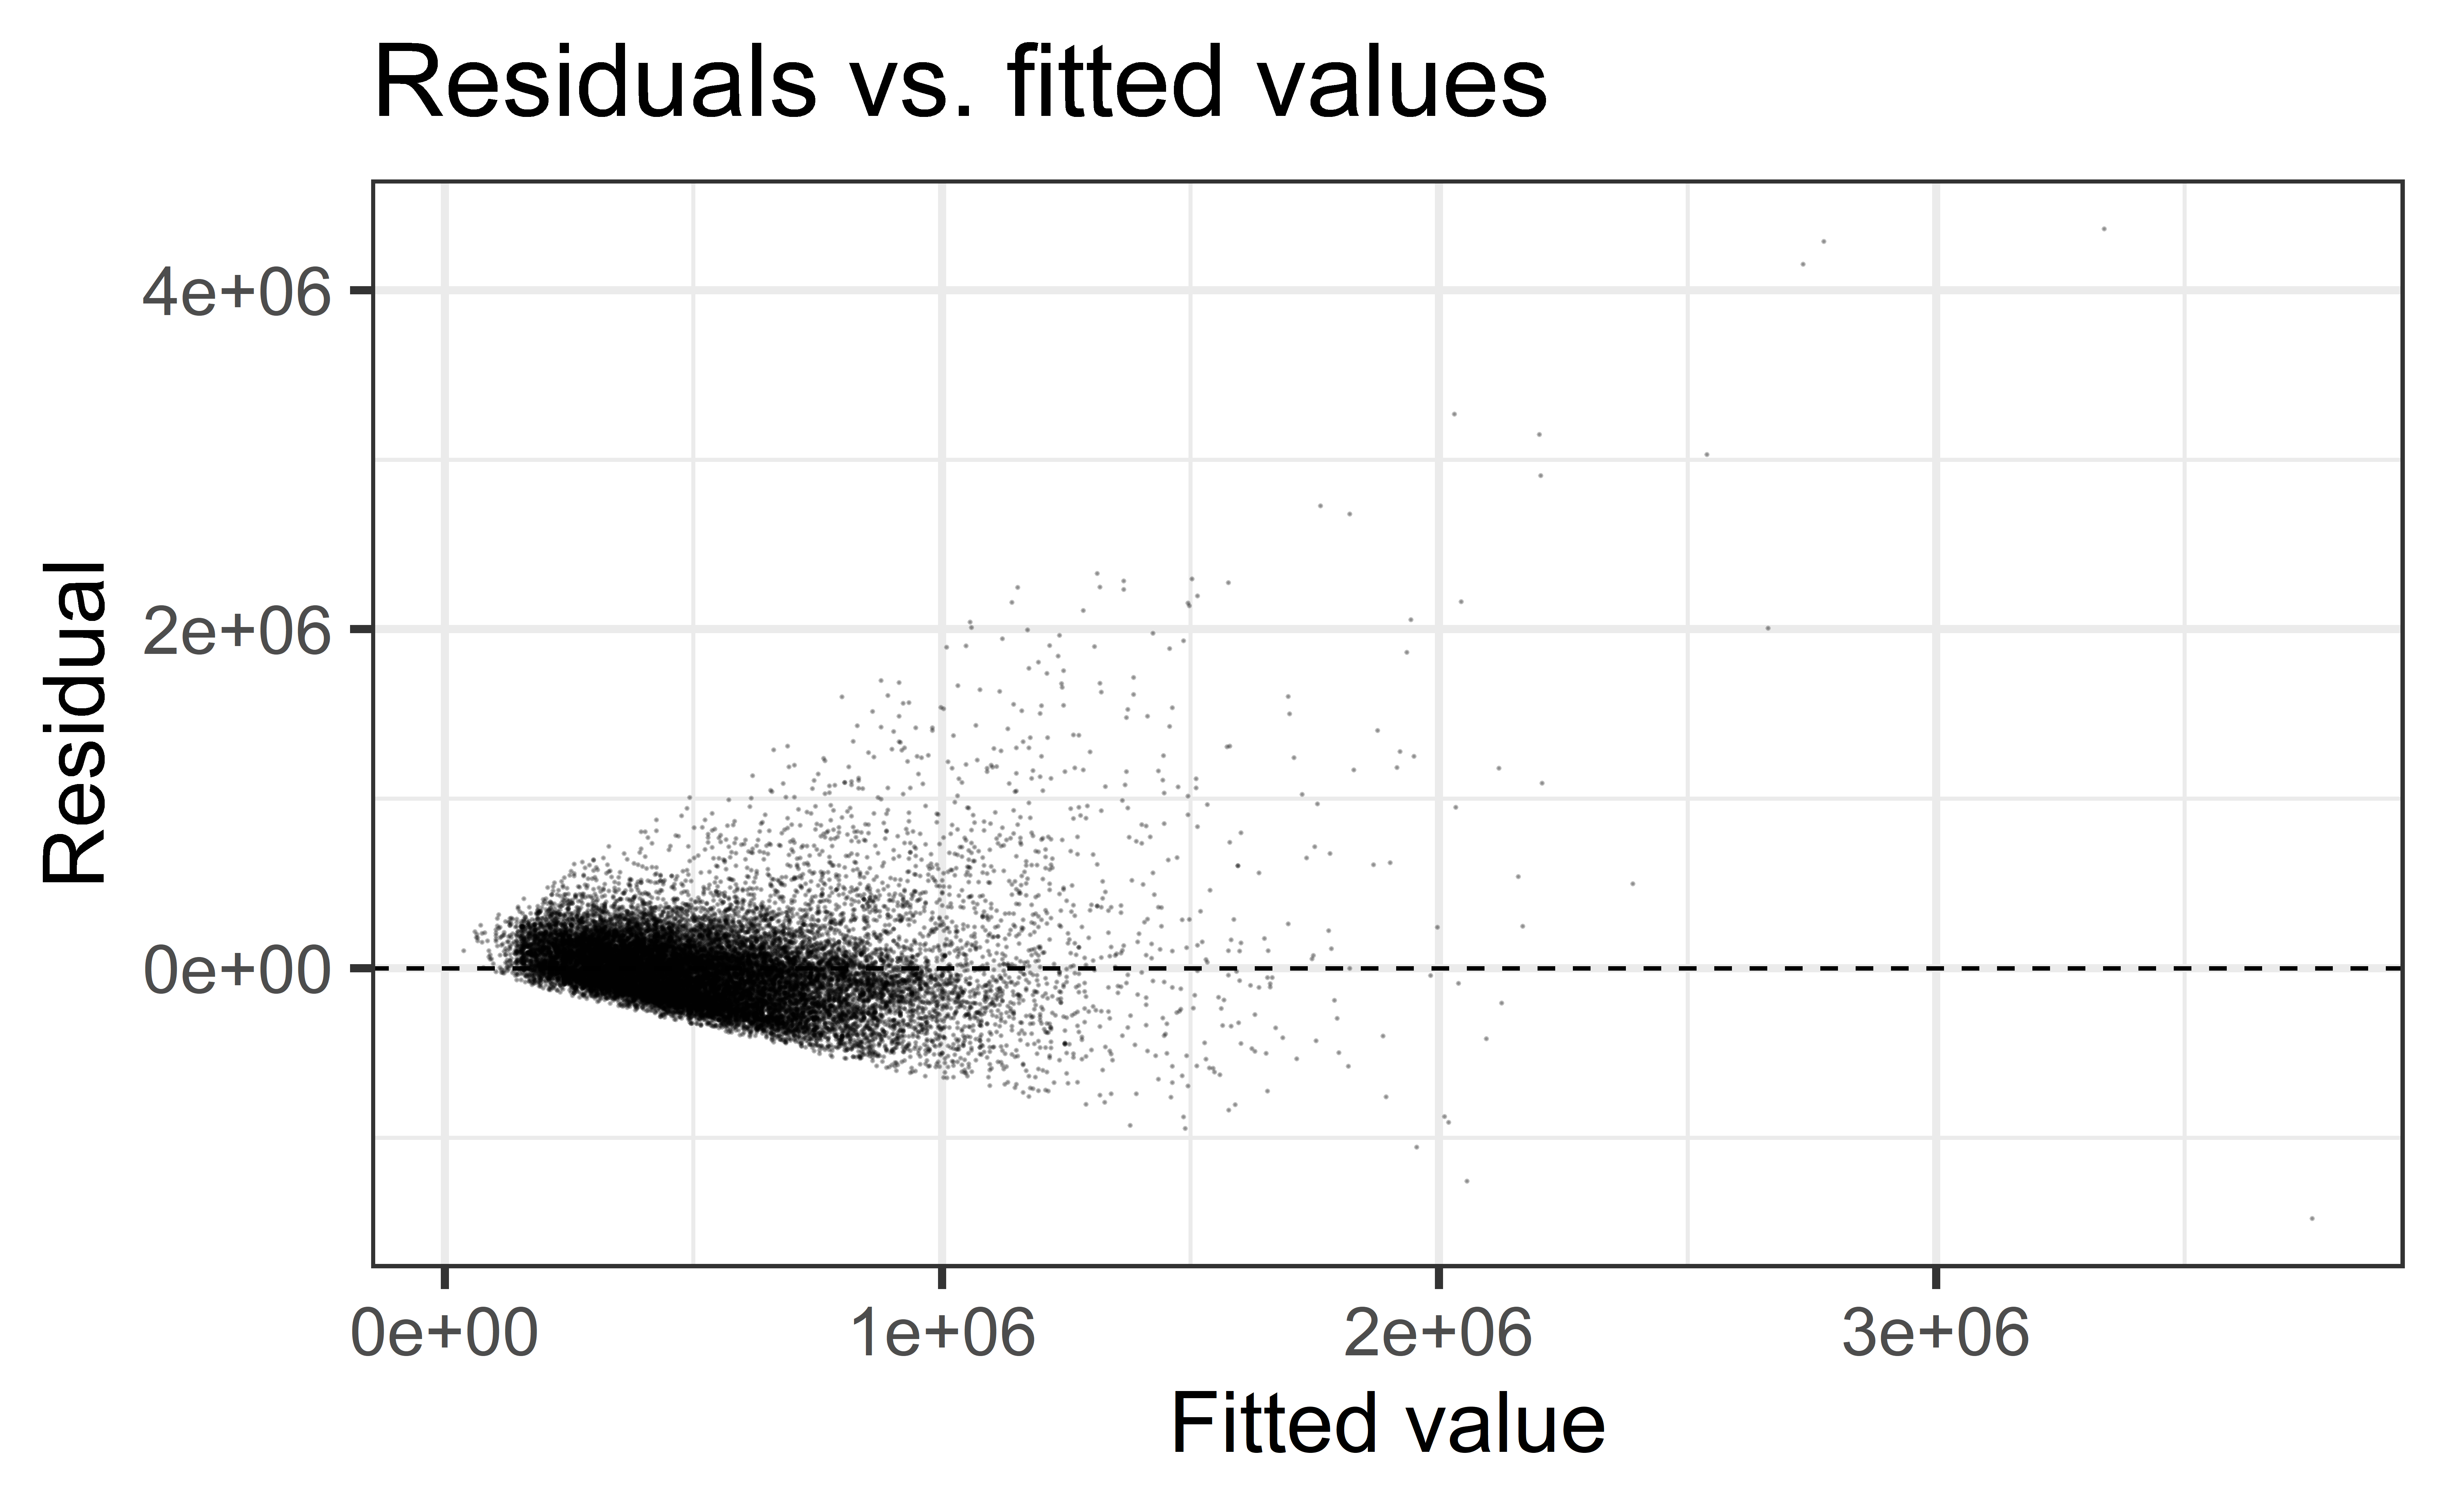 Residuals vs. fitted values
4e+06
2e+06
0e+00
Residual
0e+00 1e+06 2e+06 3e+06
Fitted value